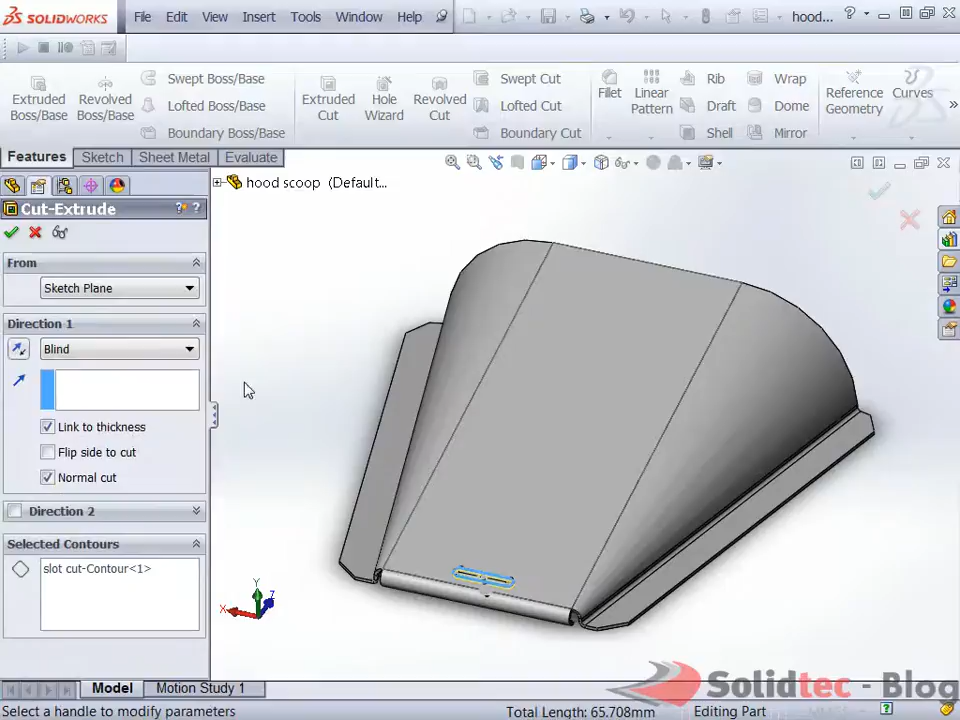 SOLIDWORKS File Edit View Insert Tools Window Help hood... ?
Extruded Boss/Base
Revolved Boss/Base
Swept Boss/Base
Lofted Boss/Base
Boundary Boss/Base
Extruded Cut
Hole Wizard
Revolved Cut
Swept Cut
Lofted Cut
Boundary Cut
Fillet
Linear Pattern
Rib
Draft
Shell
Wrap
Dome
Mirror
Reference Geometry
Curves
Features Sketch Sheet Metal Evaluate
hood scoop (Default...
Cut-Extrude
From
Sketch Plane
Direction 1
Blind
Link to thickness
Flip side to cut
Normal cut
Direction 2
Selected Contours
slot cut-Contour<1>
Y
X
Z
Model Motion Study 1
Solidtec - Blog
Select a handle to modify parameters Total Length: 65.708mm Editing Part ?